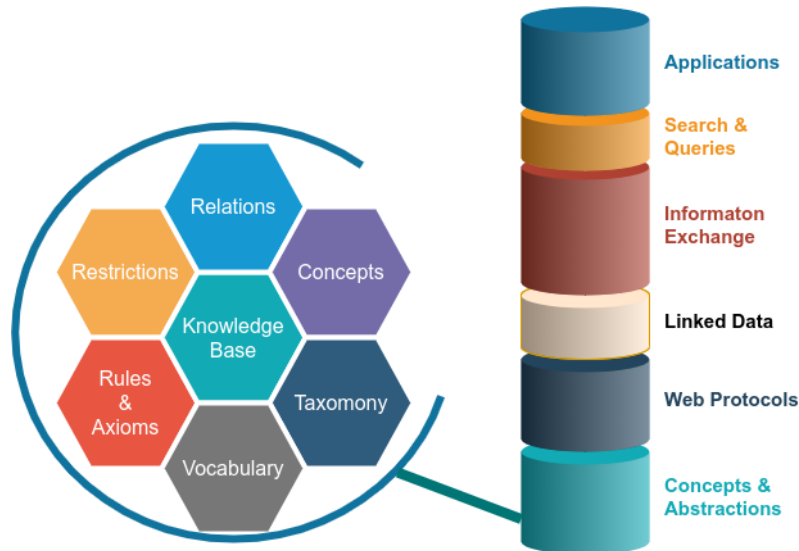 Relations
Restrictions
Concepts
Knowledge
Base
Rules
&
Axioms
Taxomony
Vocabulary
Applications
Search &
Queries
Informaton
Exchange
Linked Data
Web Protocols
Concepts &
Abstractions